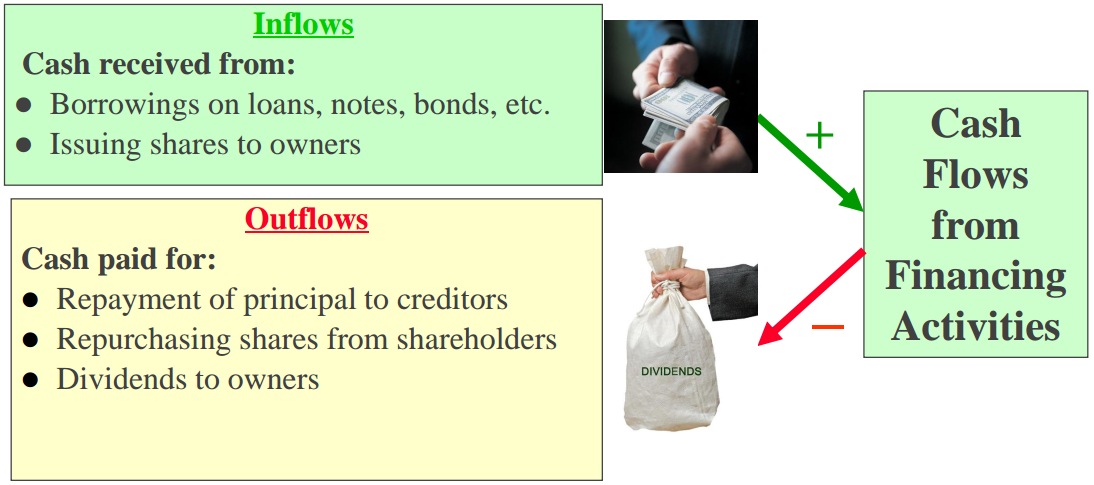 Inflows
Cash received from:
● Borrowings on loans, notes, bonds, etc.
● Issuing shares to owners
Outflows
Cash paid for:
● Repayment of principal to creditors
● Repurchasing shares from shareholders
● Dividends to owners
DIVIDENDS
+
–
Cash
Flows
from
Financing
Activities